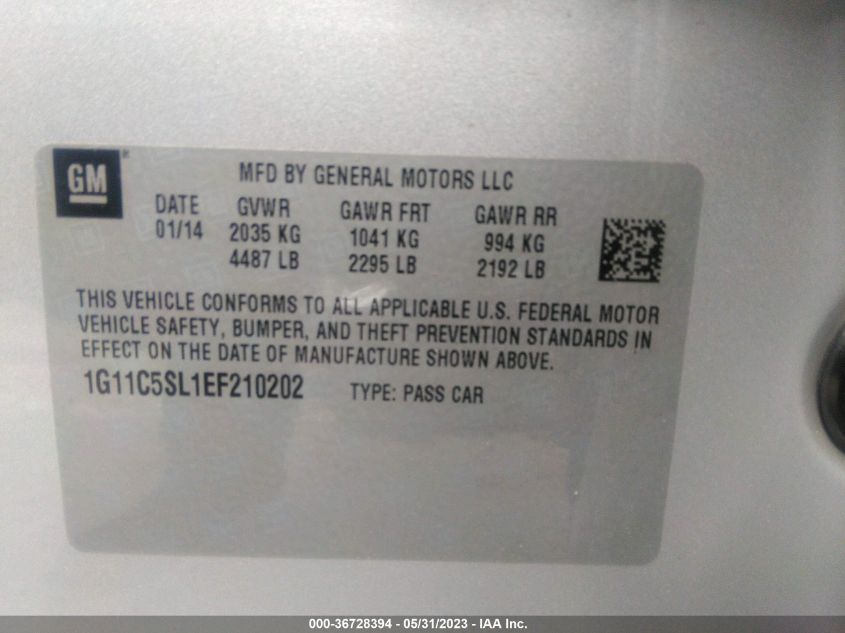 GM
MFD BY GENERAL MOTORS LLC
DATE GVWR GAWR FRT GAWR RR
01/14 2035 KG 1041 KG 994 KG
4487 LB 2295 LB 2192 LB
THIS VEHICLE CONFORMS TO ALL APPLICABLE U.S. FEDERAL MOTOR
VEHICLE SAFETY, BUMPER, AND THEFT PREVENTION STANDARDS IN
EFFECT ON THE DATE OF MANUFACTURE SHOWN ABOVE.
1G11C5SL1EF210202 TYPE: PASS CAR
000-36728394 - 05/31/2023 - IAA Inc.